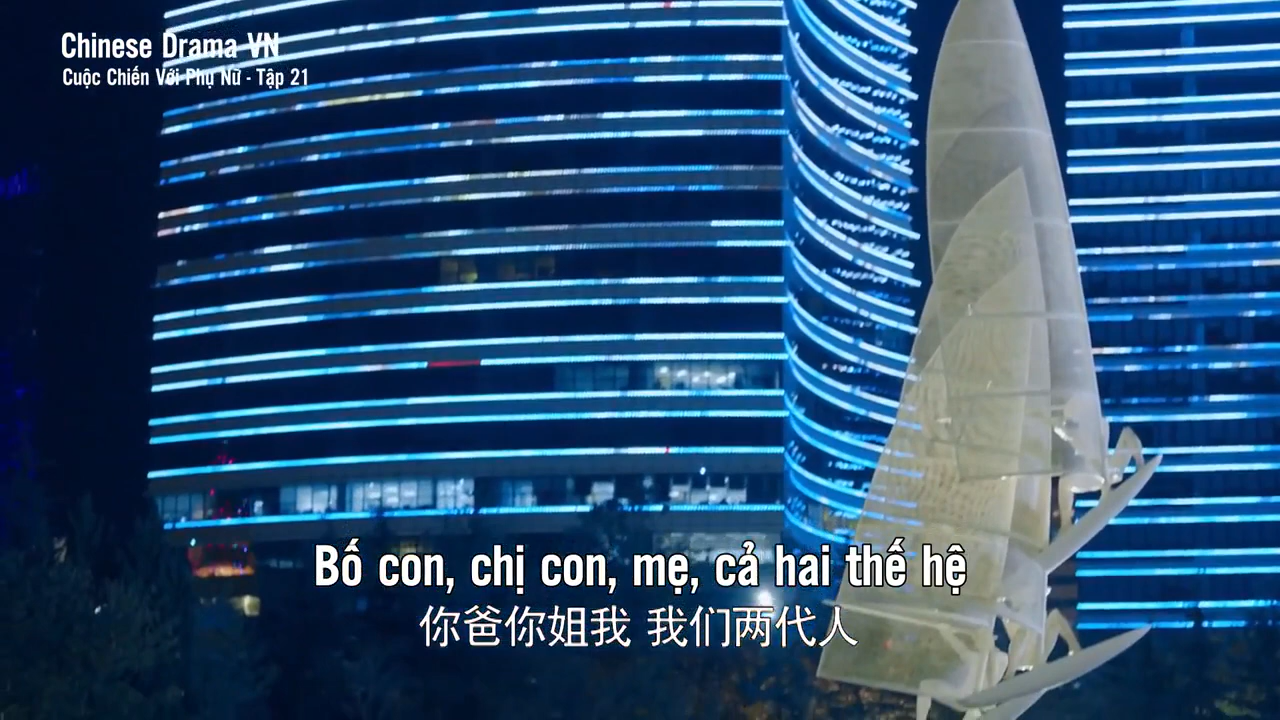 Chinese Drama VN
Cuộc Chiến Với Phụ Nữ - Tập 21
Bố con, chị con, mẹ, cả hai thế hệ
你爸你姐我 我们两代人